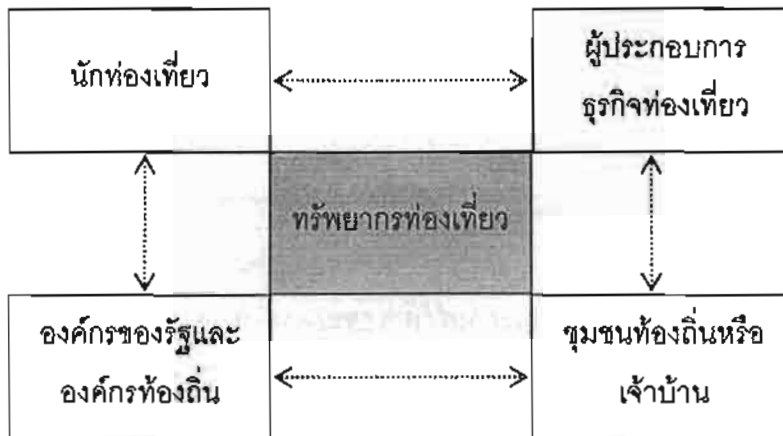 นักท่องเที่ยว
ผู้ประกอบการ
ธุรกิจท่องเที่ยว
ทรัพยากรท่องเที่ยว
องค์กรของรัฐและ
องค์กรท้องถิ่น
ชุมชนท้องถิ่นหรือ
เจ้าบ้าน